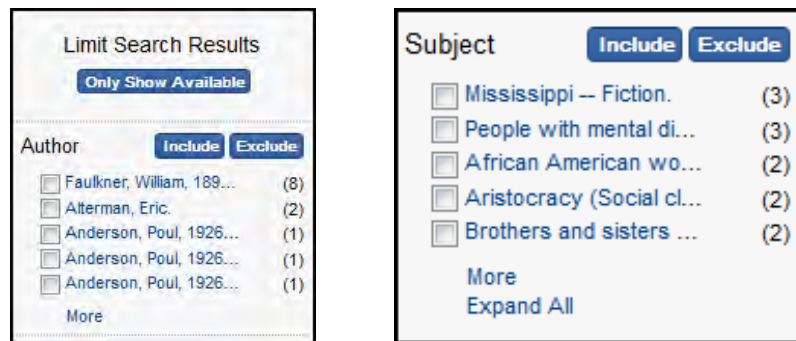 Limit Search Results
Only Show Available
Author Include Exclude
Faulkner, William, 189... (8)
Alterman, Eric. (2)
Anderson, Poul, 1926... (1)
Anderson, Poul, 1926... (1)
Anderson, Poul, 1926... (1)
More
Subject Include Exclude
Mississippi -- Fiction. (3)
People with mental di... (3)
African American wo... (2)
Aristocracy (Social cl... (2)
Brothers and sisters ... (2)
More
Expand All